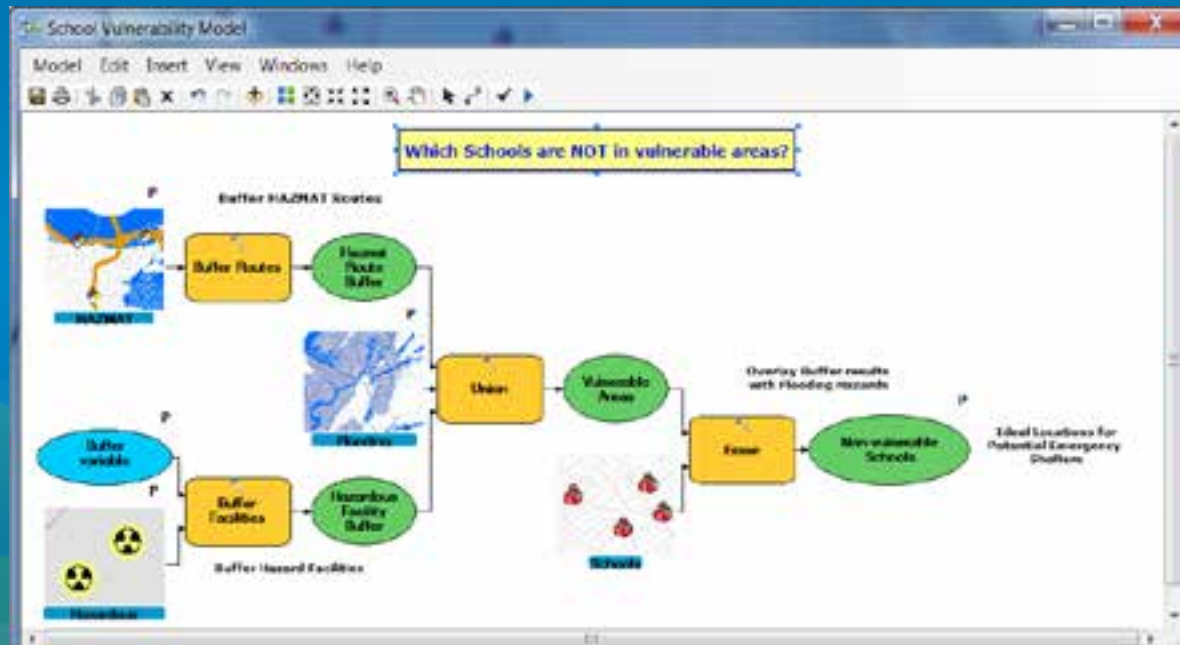 School Vulnerability Model
Model Edit Insert View Windows Help
Which Schools are NOT in vulnerable areas?
P
Buffer HAZMAT Routes
HAZMAT
Buffer Routes
Hazmat
Route
Buffer
P
Flooding
Union
Vulnerable
Areas
Overlay Buffer results
with Flooding Hazards
P
Erase
Non-vulnerable
Schools
Ideal Locations for
Potential Emergency
Shelters
P
Buffer
variable
P
Buffer
Facilities
Hazardous
Facility
Buffer
Schools
Buffer Hazard Facilities
Hazardous